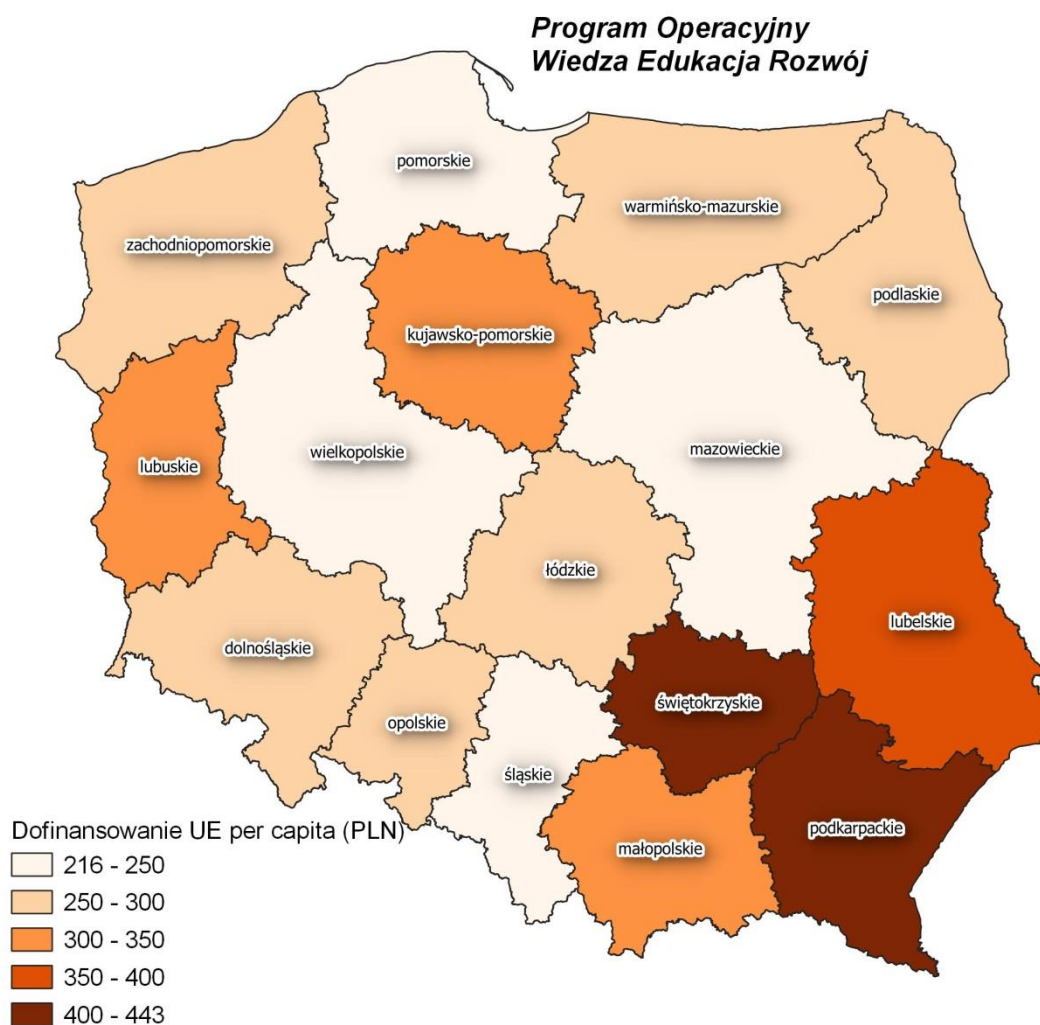 Program Operacyjny
Wiedza Edukacja Rozwój
pomorskie
warmińsko-mazurskie
zachodniopomorskie
podlaskie
kujawsko-pomorskie
lubuskie
wielkopolskie
mazowieckie
łódzkie
lubelskie
dolnośląskie
świętokrzyskie
opolskie
śląskie
podkarpackie
małopolskie
Dofinansowanie UE per capita (PLN)
216 - 250
250 - 300
300 - 350
350 - 400
400 - 443